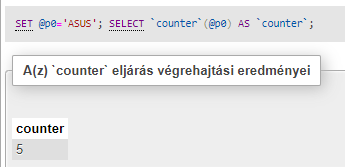 SET @p0='ASUS'; SELECT `counter`(@p0) AS `counter`;
A(z) `counter` eljárás végrehajtási eredményei
counter
5